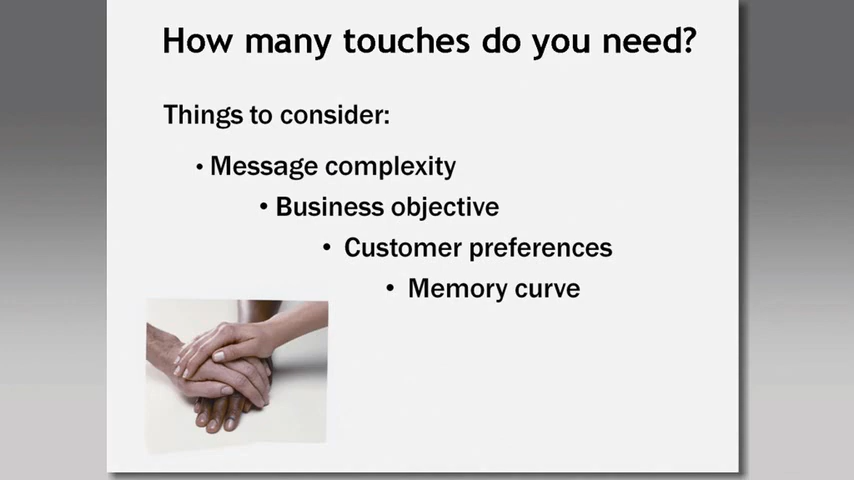 How many touches do you need?
Things to consider:
• Message complexity
• Business objective
• Customer preferences
• Memory curve